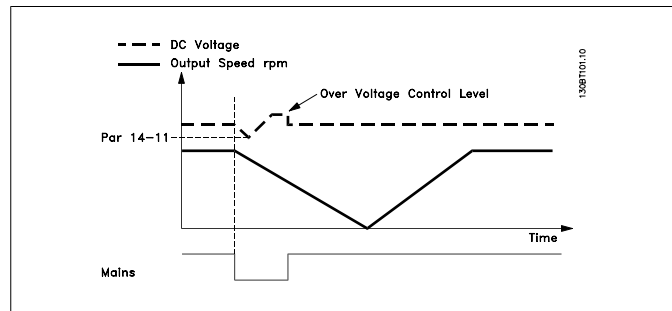 DC Voltage
Output Speed rpm
Over Voltage Control Level
Par 14-11
Time
Mains
130BT101.10